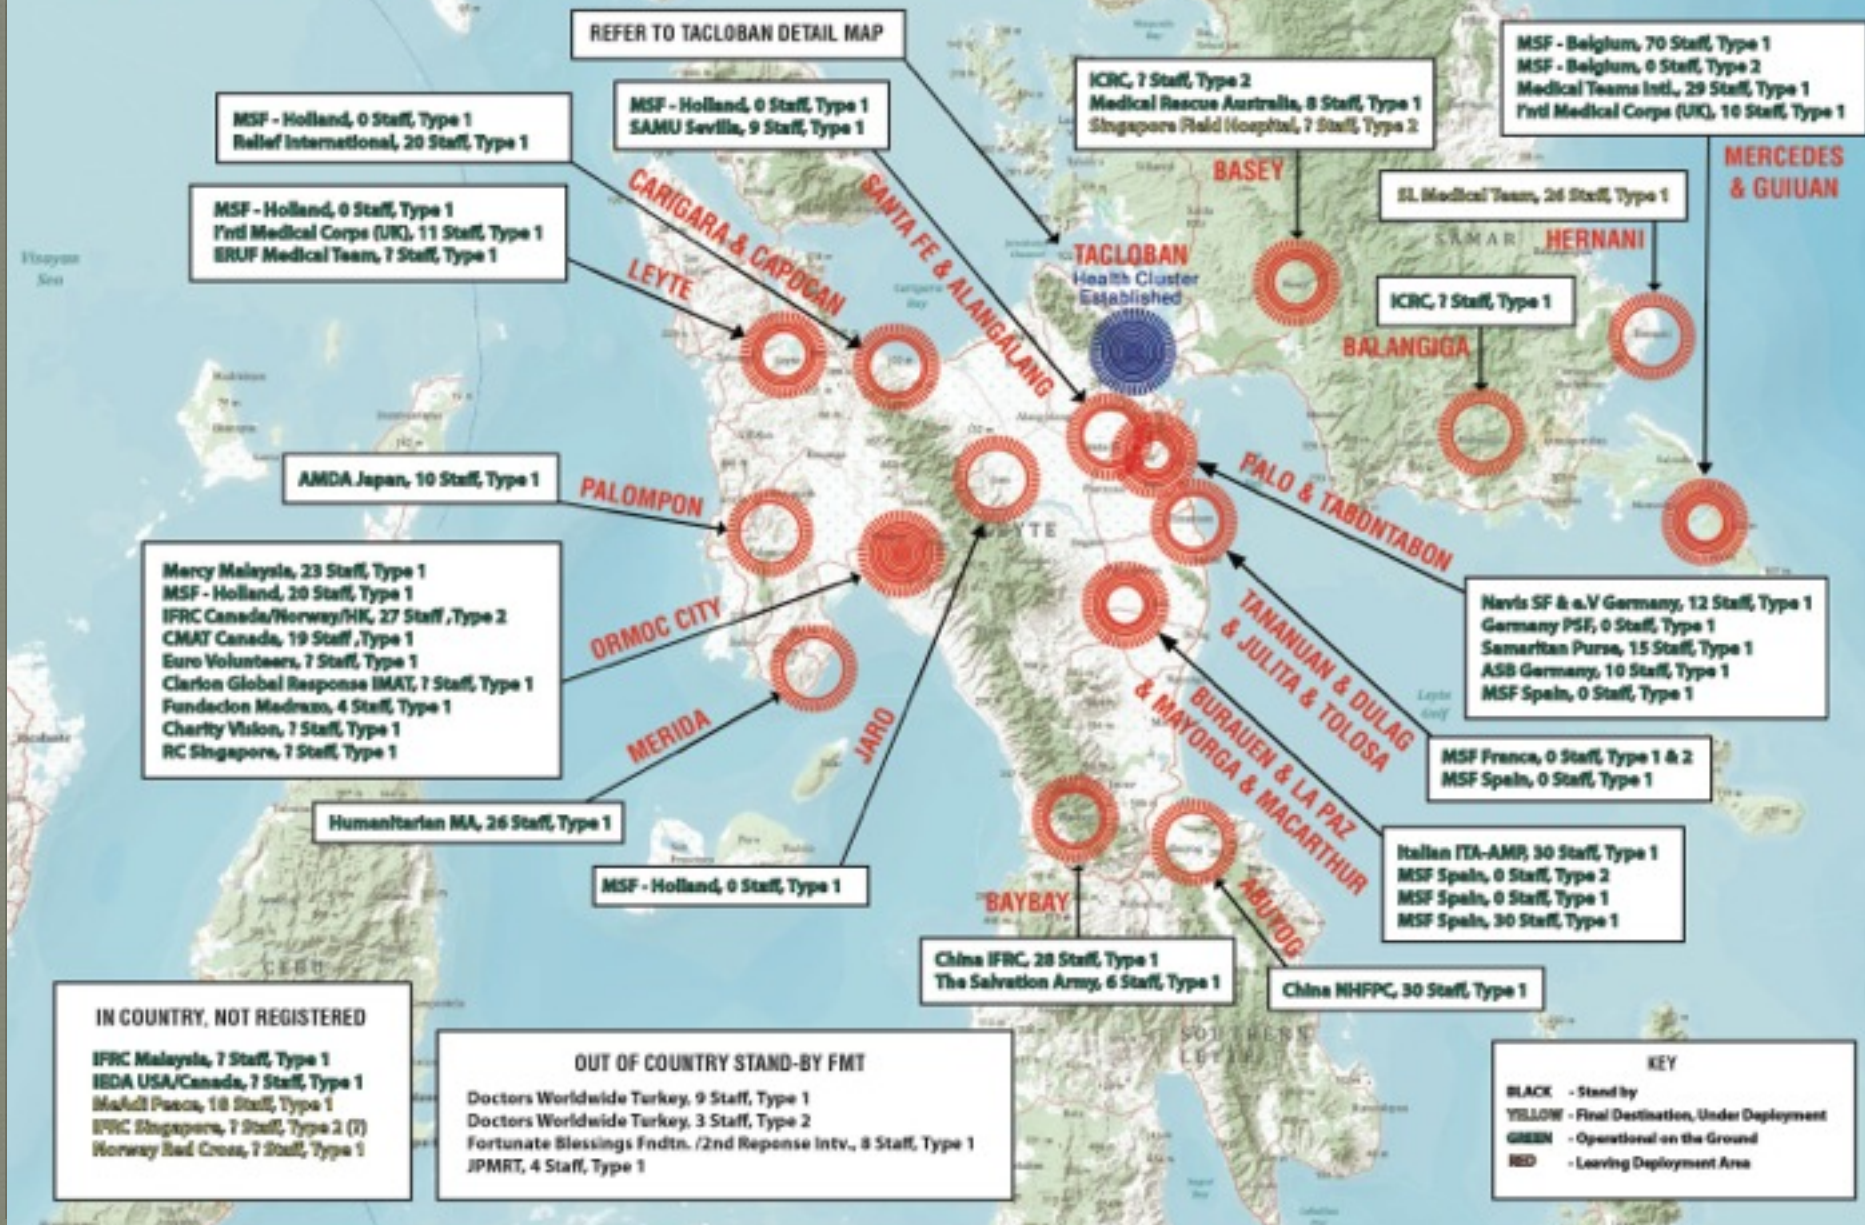 REFER TO TACLOBAN DETAIL MAP
MSF - Belgium, 70 Staff, Type 1
MSF - Belgium, 0 Staff, Type 2
Medical Teams Intl., 29 Staff, Type 1
I'ntl Medical Corps (UK), 10 Staff, Type 1
MERCEDES
& GUIUAN
ICRC, ? Staff, Type 2
Medical Rescue Australia, 8 Staff, Type 1
Singapore Field Hospital, ? Staff, Type 2
BASEY
MSF - Holland, 0 Staff, Type 1
SAMU Sevilla, 9 Staff, Type 1
SANTA FE & ALANGALANG
MSF - Holland, 0 Staff, Type 1
Relief International, 20 Staff, Type 1
CARIGARA & CAPOCAN
MSF - Holland, 0 Staff, Type 1
I'ntl Medical Corps (UK), 11 Staff, Type 1
ERUF Medical Team, ? Staff, Type 1
LEYTE
SL Medical Team, 26 Staff, Type 1
HERNANI
SAMAR
TACLOBAN
Health Cluster
Established
ICRC, ? Staff, Type 1
BALANGIGA
Visayan
Sea
AMDA Japan, 10 Staff, Type 1
PALOMPON
PALO & TABONTABON
Mercy Malaysia, 23 Staff, Type 1
MSF - Holland, 20 Staff, Type 1
IFRC Canada/Norway/HK, 27 Staff ,Type 2
CMAT Canada, 19 Staff ,Type 1
Euro Volunteers, ? Staff, Type 1
Clarion Global Response IMAT, ? Staff, Type 1
Fundacion Madrazo, 4 Staff, Type 1
Charity Vision, ? Staff, Type 1
RC Singapore, ? Staff, Type 1
ORMOC CITY
Navis SF & e.V Germany, 12 Staff, Type 1
Germany PSF, 0 Staff, Type 1
Samaritan Purse, 15 Staff, Type 1
ASB Germany, 10 Staff, Type 1
MSF Spain, 0 Staff, Type 1
TANANUAN & DULAG
& JULITA & TOLOSA
MSF France, 0 Staff, Type 1 & 2
MSF Spain, 0 Staff, Type 1
Leyte
Gulf
BURAUEN & LA PAZ
& MAYORGA & MACARTHUR
MERIDA
JARO
Humanitarian MA, 26 Staff, Type 1
MSF - Holland, 0 Staff, Type 1
Italian ITA-AMP, 30 Staff, Type 1
MSF Spain, 0 Staff, Type 2
MSF Spain, 0 Staff, Type 1
MSF Spain, 30 Staff, Type 1
BAYBAY
ABUYOG
China IFRC, 28 Staff, Type 1
The Salvation Army, 6 Staff, Type 1
China NHFPC, 30 Staff, Type 1
CEBU
SOUTHERN
LEYTE
IN COUNTRY, NOT REGISTERED
IFRC Malaysia, ? Staff, Type 1
IEDA USA/Canada, ? Staff, Type 1
MeAdi Peace, 18 Staff, Type 1
IFRC Singapore, ? Staff, Type 2 (?)
Norway Red Cross, ? Staff, Type 1
OUT OF COUNTRY STAND-BY FMT
Doctors Worldwide Turkey, 9 Staff, Type 1
Doctors Worldwide Turkey, 3 Staff, Type 2
Fortunate Blessings Fndtn. /2nd Reponse Intv., 8 Staff, Type 1
JPMRT, 4 Staff, Type 1
KEY
BLACK - Stand by
YELLOW - Final Destination, Under Deployment
GREEN - Operational on the Ground
RED - Leaving Deployment Area